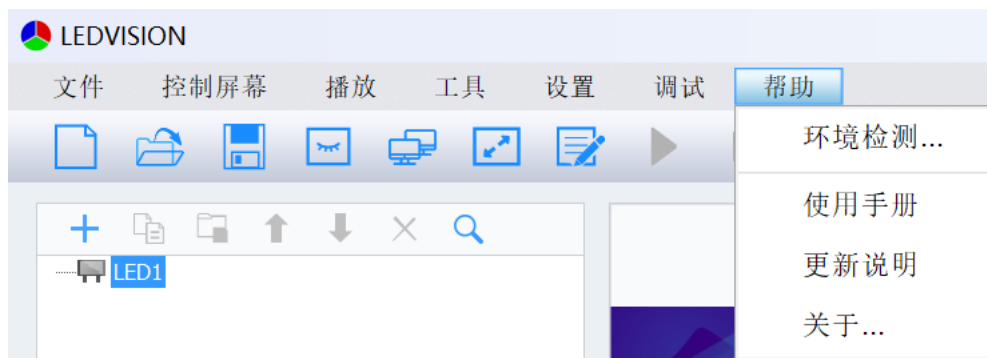 LEDVISION
文件 控制屏幕 播放 工具 设置 调试 帮助
环境检测...
使用手册
LED1
更新说明
关于...